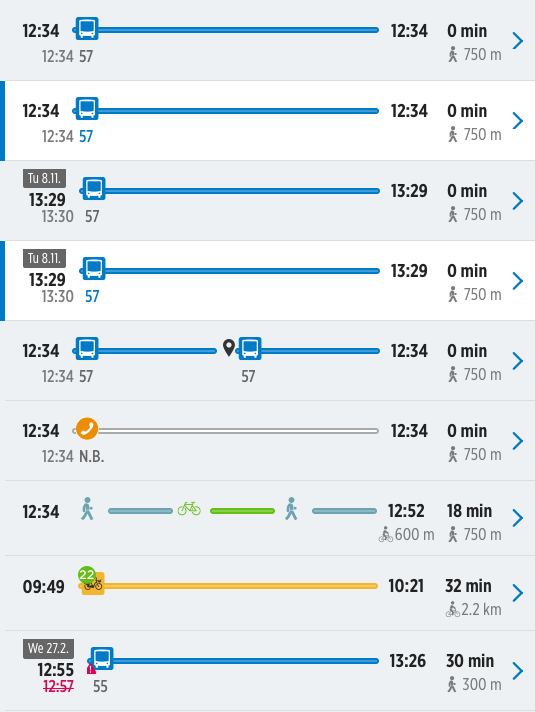 12:34 12:34 0 min
12:34 57 750 m
12:34 12:34 0 min
12:34 57 750 m
Tu 8.11.
13:29 13:29 0 min
13:30 57 750 m
Tu 8.11.
13:29 13:29 0 min
13:30 57 750 m
12:34 12:34 0 min
12:34 57 57 750 m
12:34 12:34 0 min
12:34 N.B. 750 m
12:34 12:52 18 min
600 m 750 m
22
09:49 10:21 32 min
2.2 km
We 27.2.
12:55 13:26 30 min
12:57 55 300 m